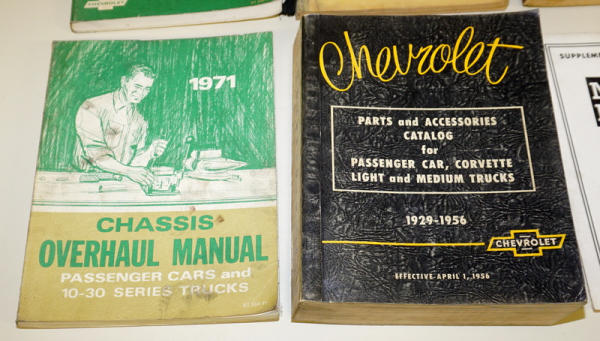 CHEVROLET
1971
CHASSIS
OVERHAUL MANUAL
PASSENGER CARS and
10-30 SERIES TRUCKS
Chevrolet
PARTS and ACCESSORIES
CATALOG
for
PASSENGER CAR, CORVETTE
LIGHT and MEDIUM TRUCKS
1929-1956
CHEVROLET
EFFECTIVE APRIL 1, 1956